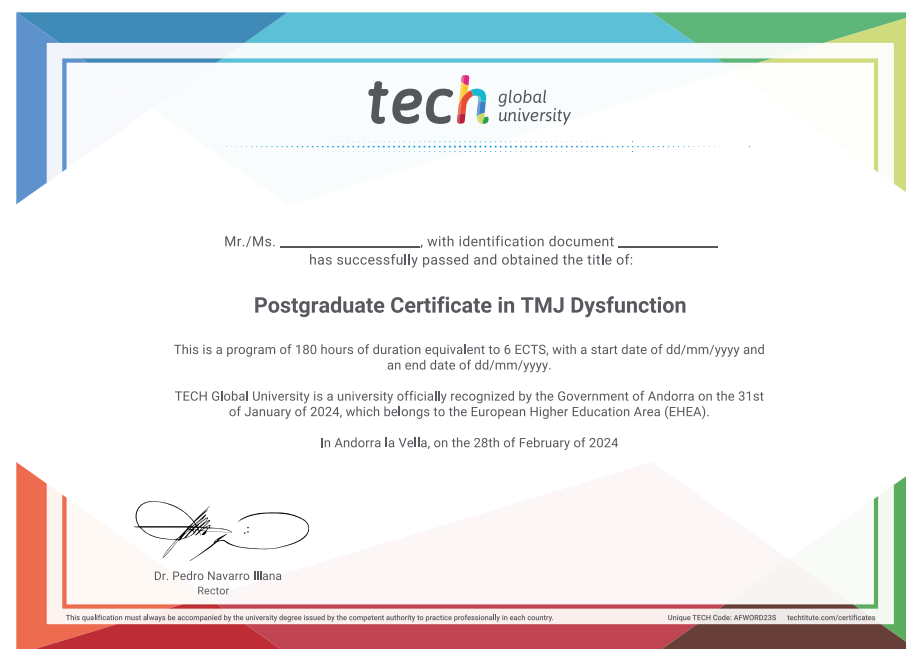 tech global university
Mr./Ms. ____________________, with identification document ______________
has successfully passed and obtained the title of:
Postgraduate Certificate in TMJ Dysfunction
This is a program of 180 hours of duration equivalent to 6 ECTS, with a start date of dd/mm/yyyy and
an end date of dd/mm/yyyy.
TECH Global University is a university officially recognized by the Government of Andorra on the 31st
of January of 2024, which belongs to the European Higher Education Area (EHEA).
In Andorra la Vella, on the 28th of February of 2024
Dr. Pedro Navarro Illana
Rector
This qualification must always be accompanied by the university degree issued by the competent authority to practice professionally in each country.
Unique TECH Code: AFWORD23S techtitute.com/certificates